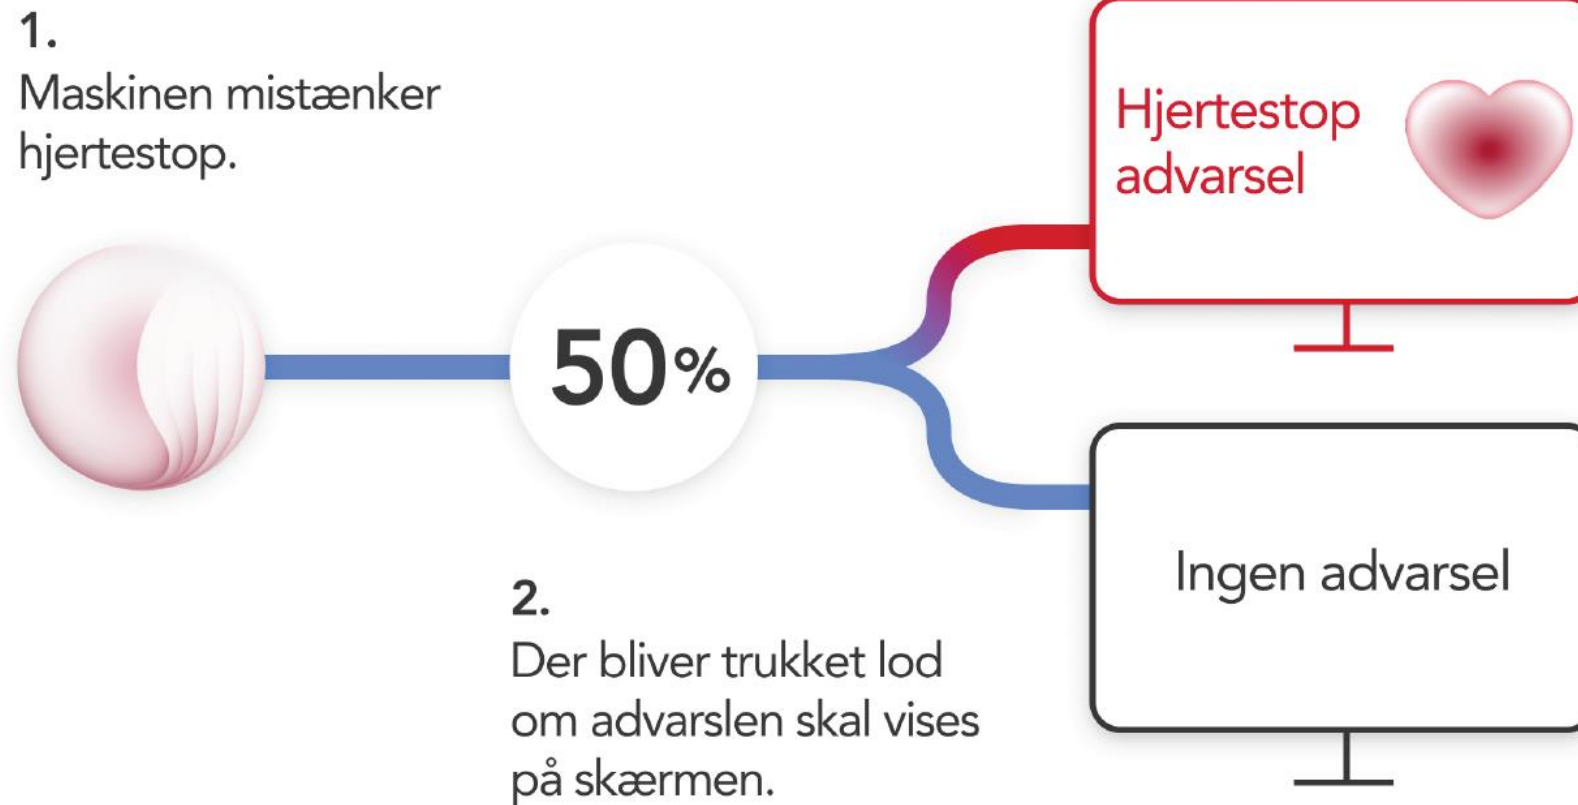 1.
Maskinen mistænker
hjertestop.
50%
2.
Der bliver trukket lod
om advarslen skal vises
på skærmen.
Hjertestop
advarsel
Ingen advarsel